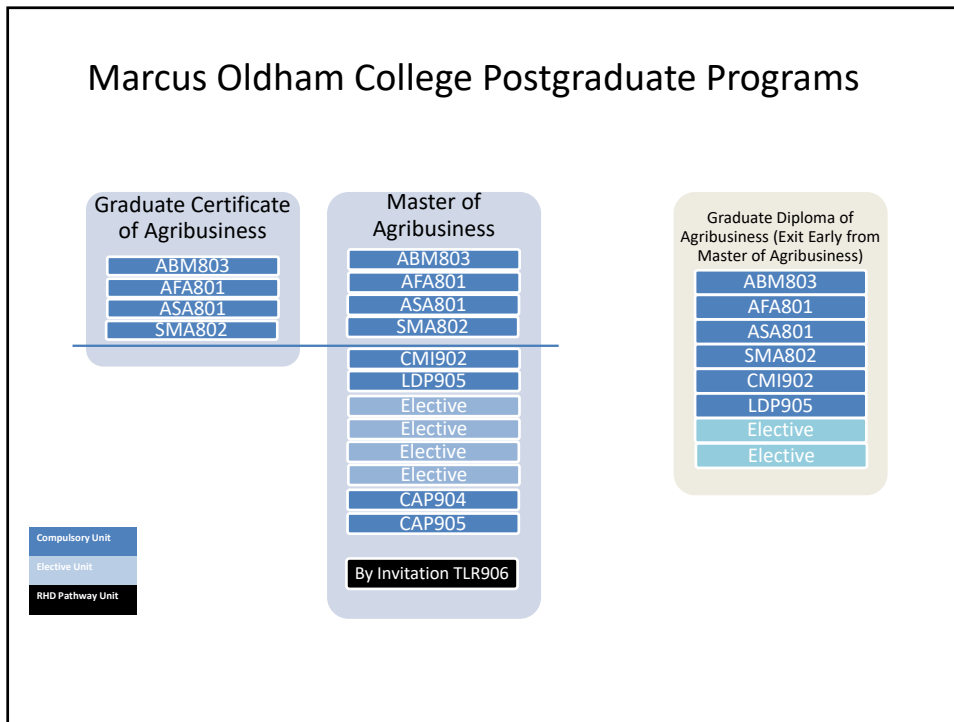 Marcus Oldham College Postgraduate Programs
Graduate Certificate
of Agribusiness
ABM803
AFA801
ASA801
SMA802
Master of
Agribusiness
ABM803
AFA801
ASA801
SMA802
CMI902
LDP905
Elective
Elective
Elective
Elective
CAP904
CAP905
By Invitation TLR906
Graduate Diploma of
Agribusiness (Exit Early from
Master of Agribusiness)
ABM803
AFA801
ASA801
SMA802
CMI902
LDP905
Elective
Elective
Compulsory Unit
Elective Unit
RHD Pathway Unit